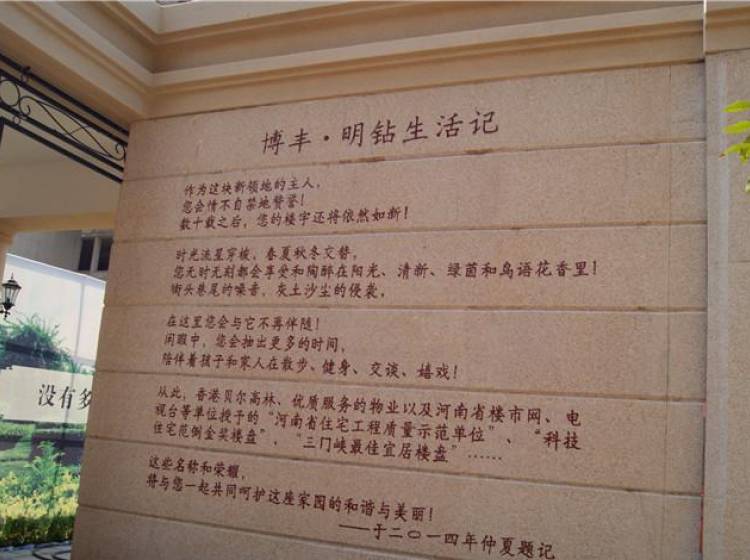 博丰·明钻生活记
作为这块新领地的主人，
您会情不自禁地赞誉！
数十载之后，您的楼宇还将依然如新！
时光流星穿梭，春夏秋冬交替，
您无时无刻都会享受和陶醉在阳光、清新、绿茵和鸟语花香里！
街头巷尾的噪音，灰土沙尘的侵袭，
在这里您会与它不再伴随！
闲暇中，您会抽出更多的时间，
陪伴着孩子和家人在散步、健身、交谈、嬉戏！
从此，香港贝尔高林、优质服务的物业以及河南省楼市网、电
视台等单位授予的“河南省住宅工程质量示范单位”、“科技
住宅范例金奖楼盘”，“三门峡最佳宜居楼盘”……
这些名称和荣耀，
将与您一起共同呵护这座家园的和谐与美丽！
——于二〇一四年仲夏题记
没有多